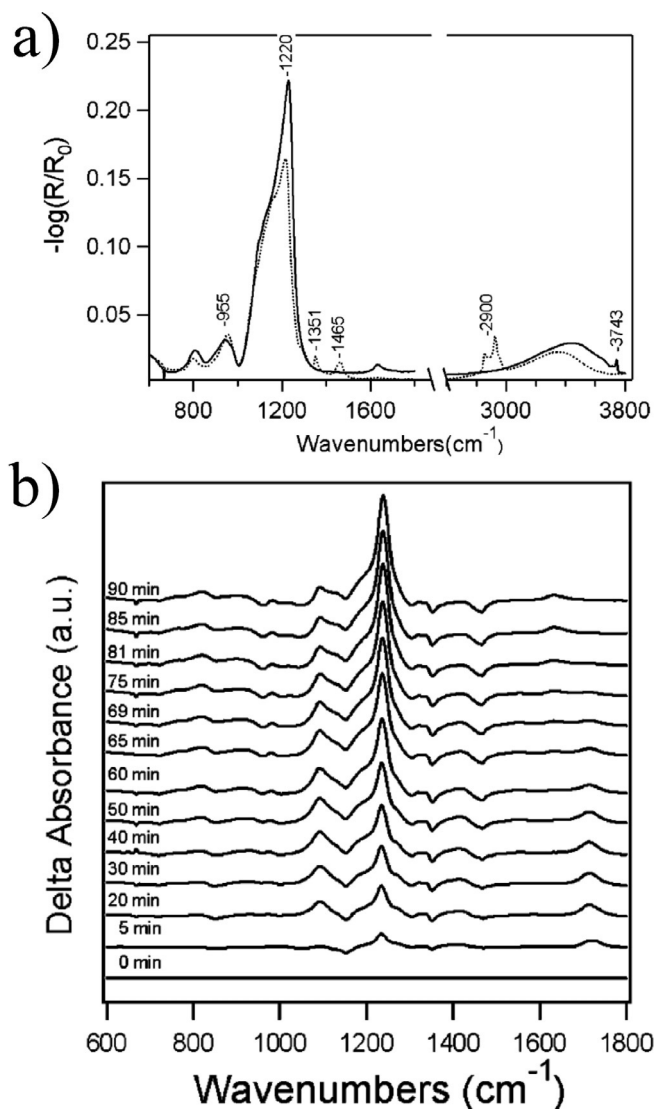 a)
0.25
0.20
0.15
0.10
0.05
-log(R/R₀)
-955
-1220
-1351
-1465
-2900
-3743
800 1200 1600 3000 3800
Wavenumbers(cm⁻¹)
b)
Delta Absorbance (a.u.)
90 min
85 min
81 min
75 min
69 min
65 min
60 min
50 min
40 min
30 min
20 min
5 min
0 min
600 800 1000 1200 1400 1600 1800
Wavenumbers (cm⁻¹)